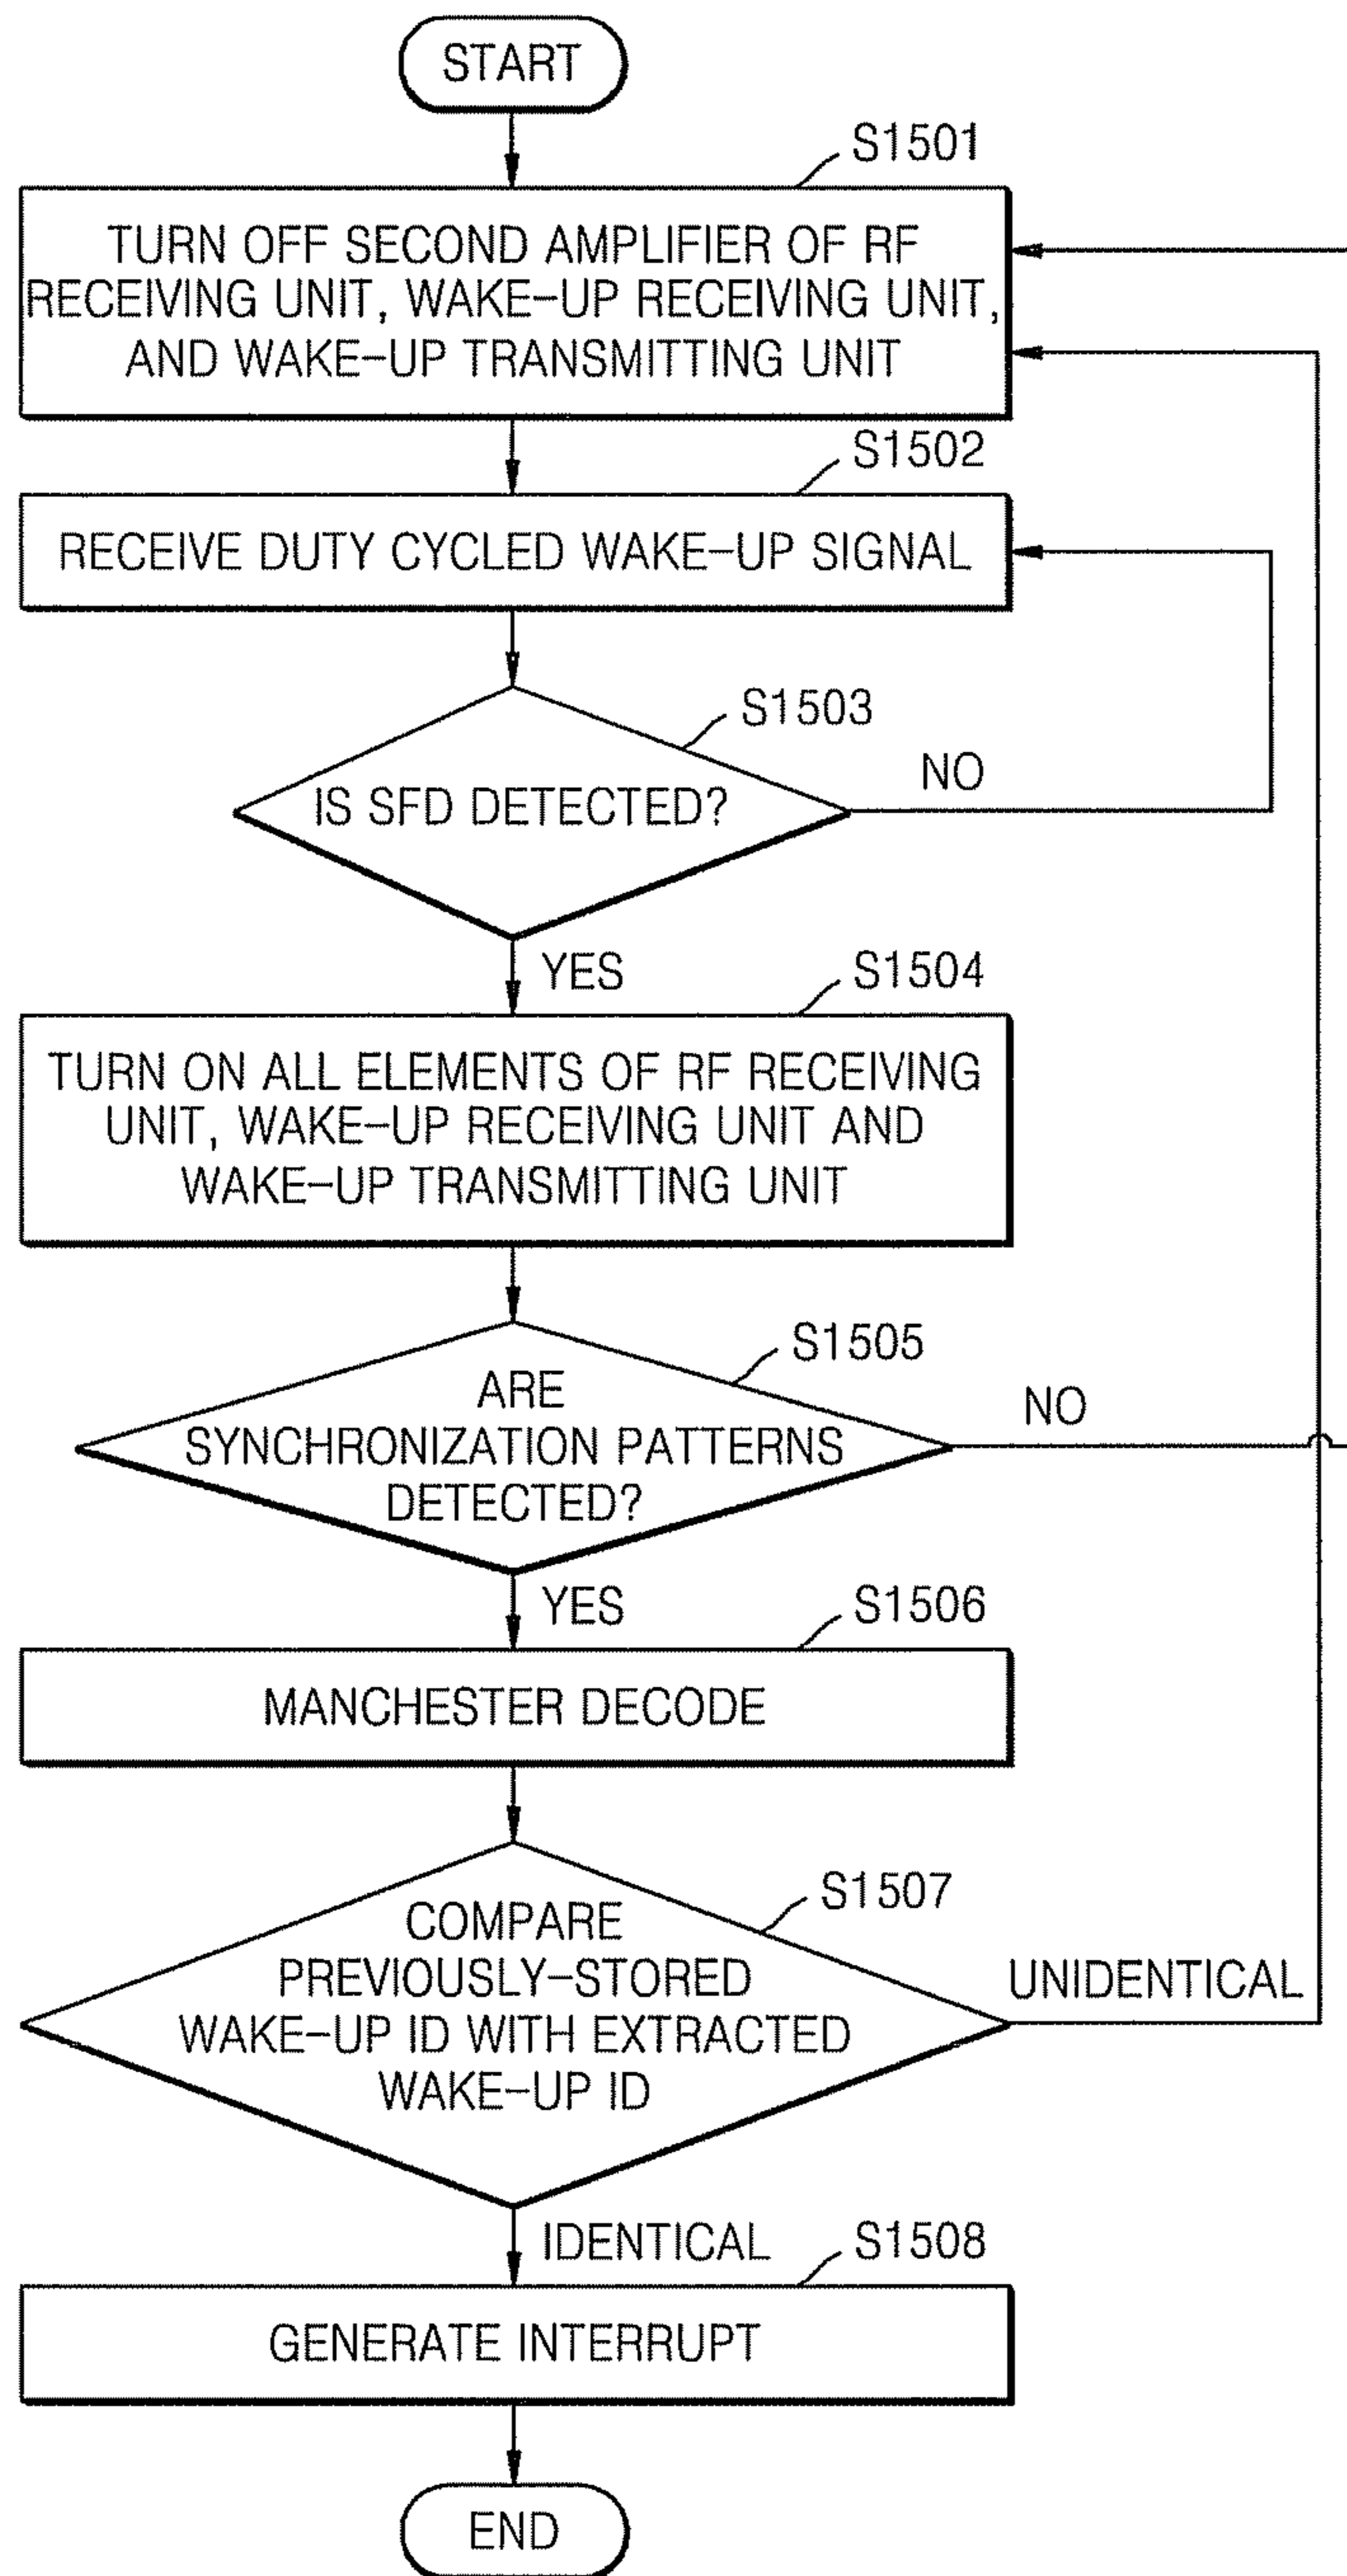 START
S1501
TURN OFF SECOND AMPLIFIER OF RF
RECEIVING UNIT, WAKE-UP RECEIVING UNIT,
AND WAKE-UP TRANSMITTING UNIT
S1502
RECEIVE DUTY CYCLED WAKE-UP SIGNAL
S1503
IS SFD DETECTED?
NO
YES
S1504
TURN ON ALL ELEMENTS OF RF RECEIVING
UNIT, WAKE-UP RECEIVING UNIT AND
WAKE-UP TRANSMITTING UNIT
S1505
ARE
SYNCHRONIZATION PATTERNS
DETECTED?
NO
YES
S1506
MANCHESTER DECODE
S1507
COMPARE
PREVIOUSLY-STORED
WAKE-UP ID WITH EXTRACTED
WAKE-UP ID
UNIDENTICAL
IDENTICAL
S1508
GENERATE INTERRUPT
END